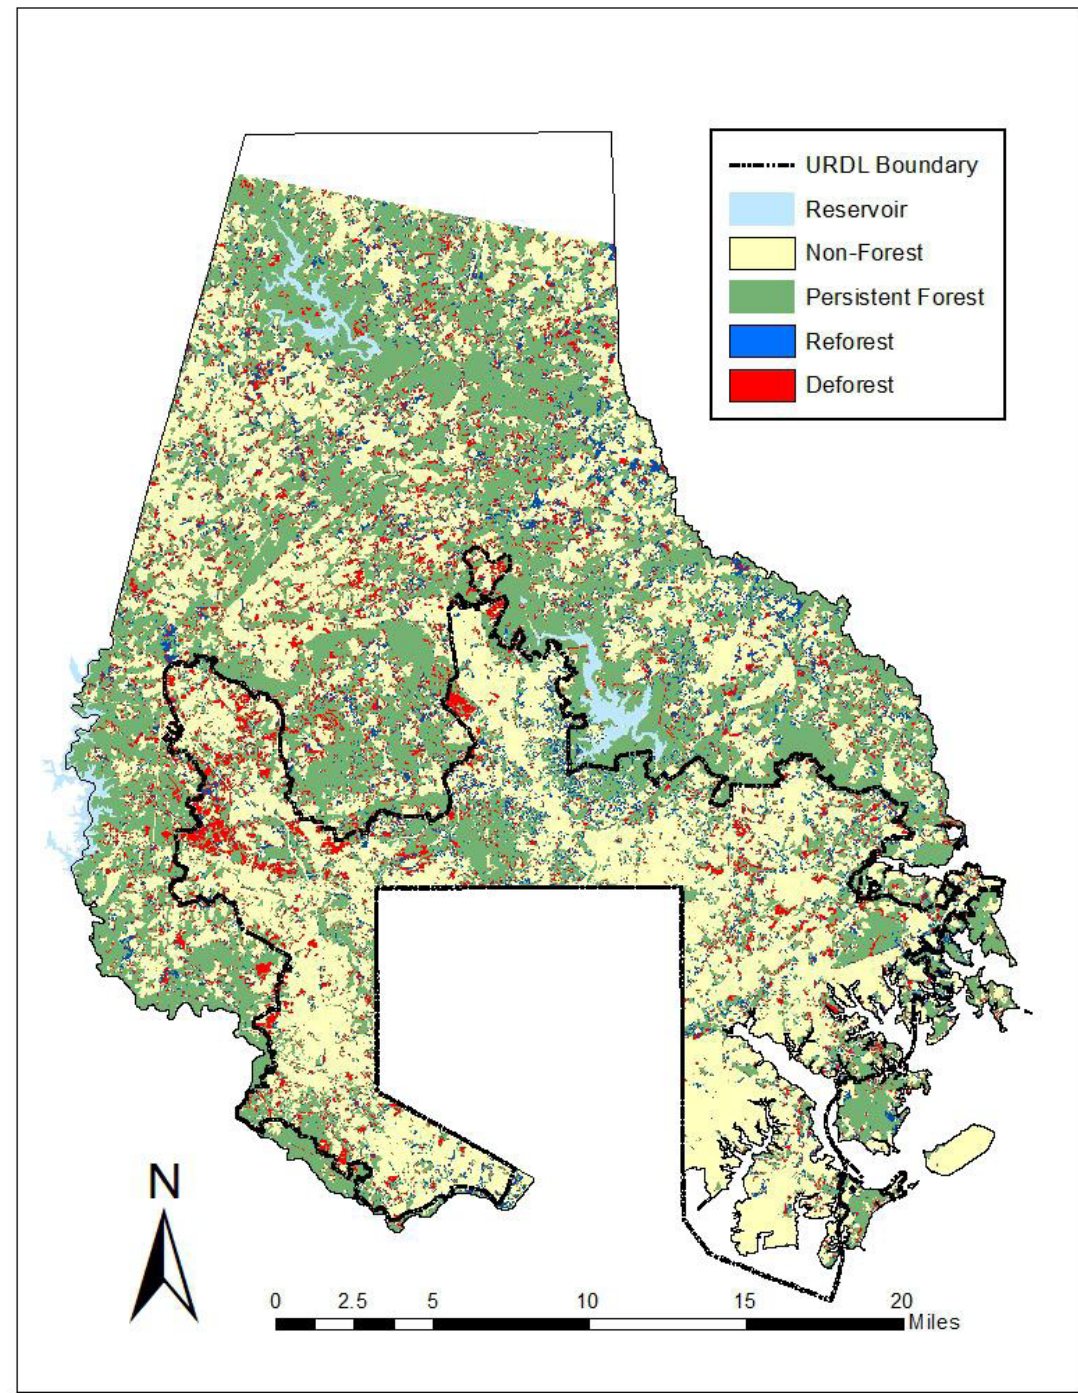 URDL Boundary
Reservoir
Non-Forest
Persistent Forest
Reforest
Deforest
N
0 2.5 5 10 15 20
Miles